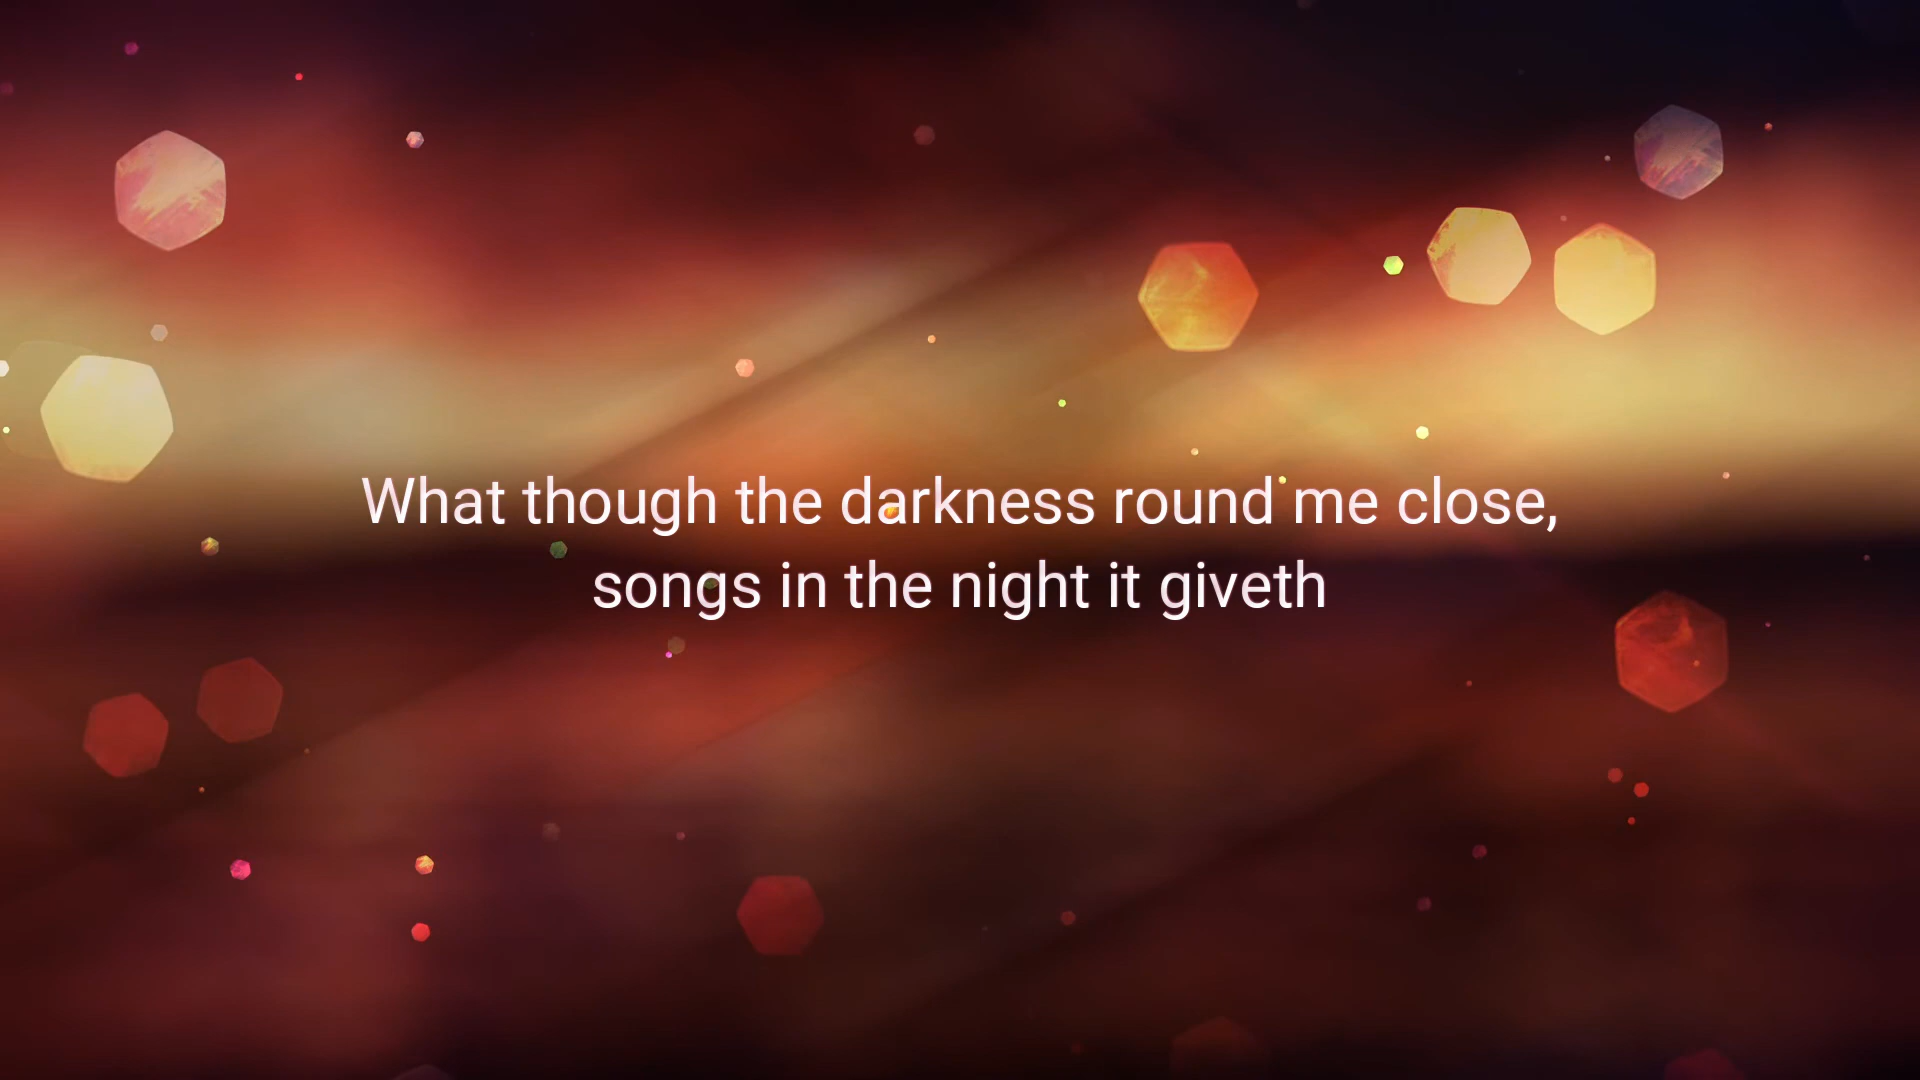 What though the darkness round me close,
songs in the night it giveth